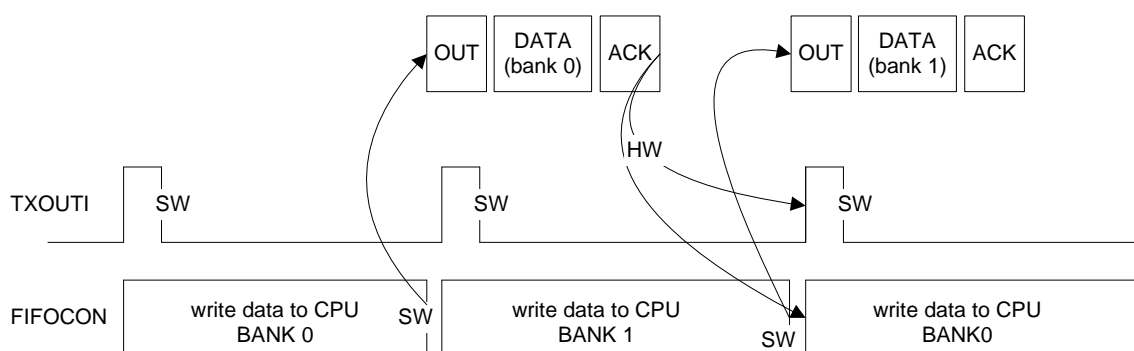 OUT
DATA
(bank 0)
ACK
OUT
DATA
(bank 1)
ACK
HW
TXOUTI
SW
SW
SW
FIFOCON
write data to CPU
BANK 0
SW
write data to CPU
BANK 1
SW
write data to CPU
BANK0